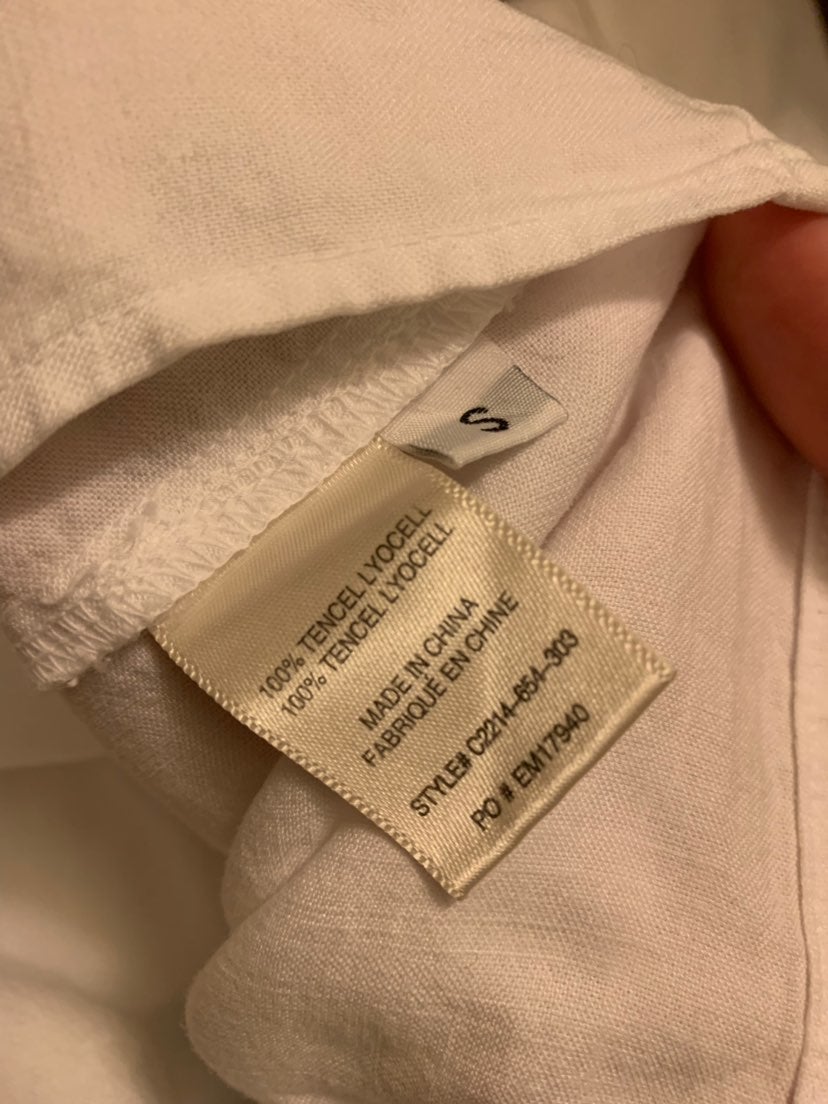 S
100% TENCEL LYOCELL
100% TENCEL LYOCELL
MADE IN CHINA
FABRIQUÉ EN CHINE
STYLE# C2214-654-303
PO # EM17940